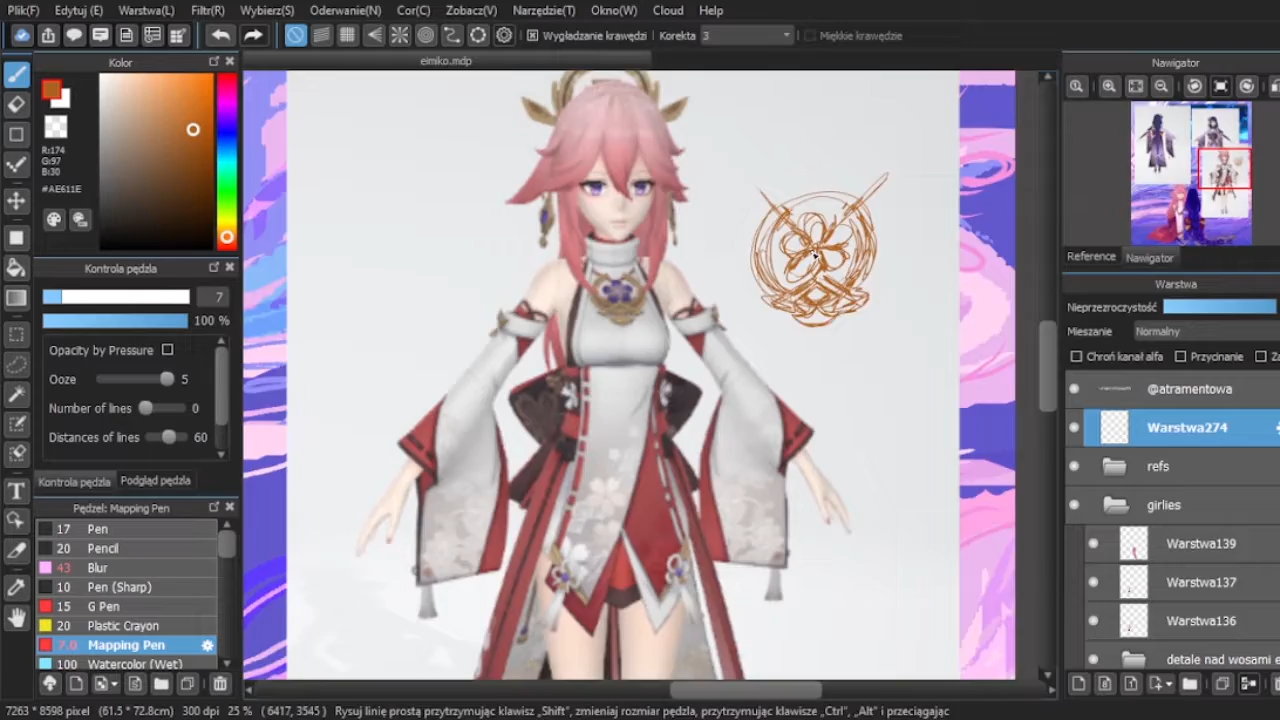 Plik(F) Edytuj (E) Warstwa(L) Filtr(R) Wybierz(S) Oderwanie(N) Cor(C) Zobacz(V) Narzędzie(T) Okno(W) Cloud Help
Wygładzanie krawędzi Korekta 3 Miękkie krawędzie
Kolor
R:174
G:97
B:30
#AE611E
Kontrola pędzla
7
100 %
Opacity by Pressure
Ooze 5
Number of lines 0
Distances of lines 60
Kontrola pędzla Podgląd pędzla
Pędzel: Mapping Pen
17 Pen
20 Pencil
43 Blur
10 Pen (Sharp)
15 G Pen
20 Plastic Crayon
7.0 Mapping Pen
100 Watercolor (Wet)
eimiko.mdp
Nawigator
Reference Nawigator
Warstwa
Nieprzezroczystość
Mieszanie Normalny
Chroń kanał alfa Przycinanie
@atramentowa
Warstwa274
refs
girlies
Warstwa139
Warstwa137
Warstwa136
detale nad wosami
7263 * 8598 pixel (61.5 * 72.8cm) 300 dpi 25 % ( 6417, 3545 ) Rysuj linię prostą przytrzymując klawisz „Shift”, zmieniaj rozmiar pędzla, przytrzymując klawisze „Ctrl”, „Alt” i przeciągając